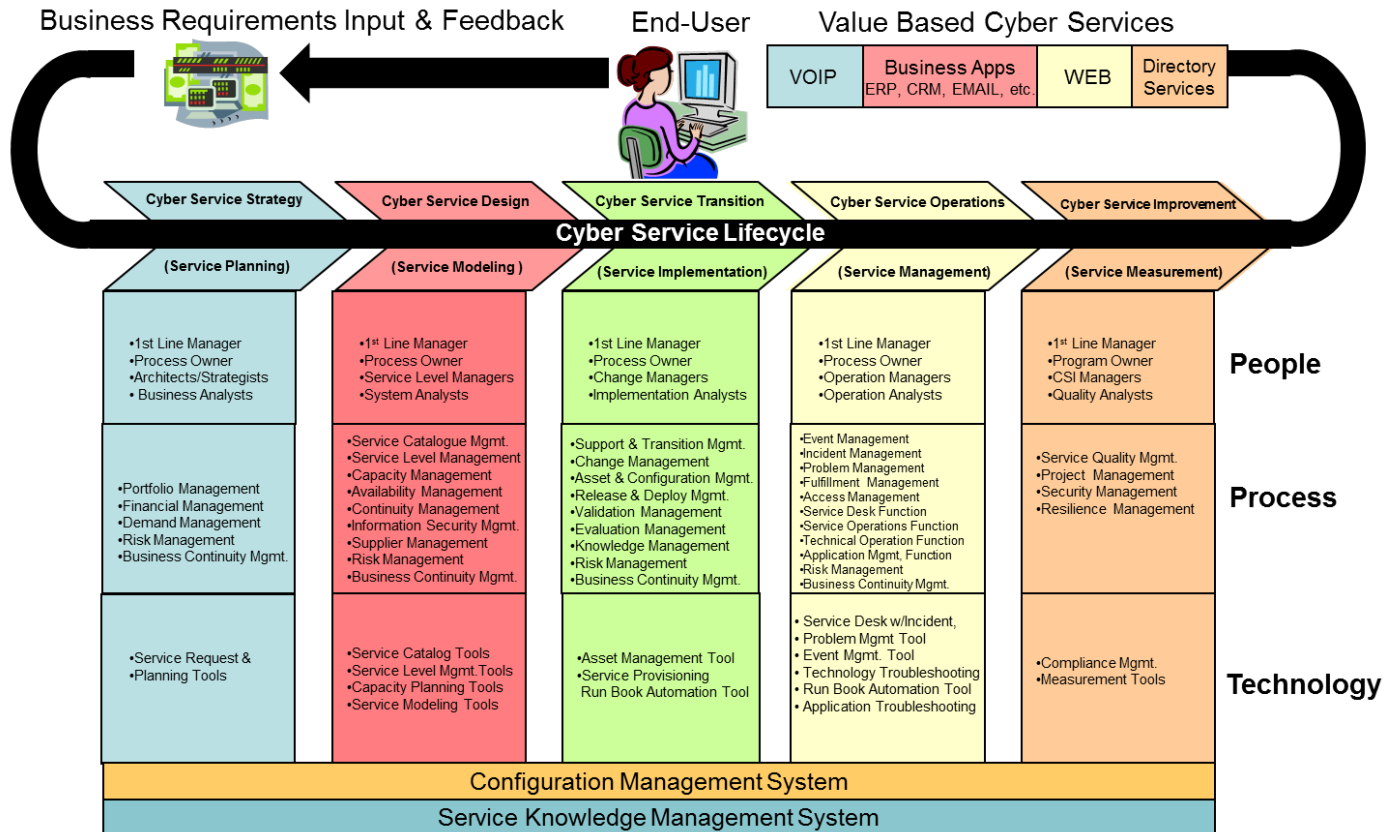 Business Requirements Input & Feedback
End-User
Value Based Cyber Services
VOIP
Business Apps
ERP, CRM, EMAIL, etc.
WEB
Directory
Services
Cyber Service Strategy
Cyber Service Design
Cyber Service Transition
Cyber Service Operations
Cyber Service Improvement
Cyber Service Lifecycle
(Service Planning)
(Service Modeling )
(Service Implementation)
(Service Management)
(Service Measurement)
•1st Line Manager
•Process Owner
•Architects/Strategists
• Business Analysts
•1st Line Manager
•Process Owner
•Service Level Managers
•System Analysts
•1st Line Manager
•Process Owner
•Change Managers
•Implementation Analysts
•1st Line Manager
•Process Owner
•Operation Managers
•Operation Analysts
•1st Line Manager
•Program Owner
•CSI Managers
•Quality Analysts
People
•Portfolio Management
•Financial Management
•Demand Management
•Risk Management
•Business Continuity Mgmt.
•Service Catalogue Mgmt.
•Service Level Management
•Capacity Management
•Availability Management
•Continuity Management
•Information Security Mgmt.
•Supplier Management
•Risk Management
•Business Continuity Mgmt.
•Support & Transition Mgmt.
•Change Management
•Asset & Configuration Mgmt.
•Release & Deploy Mgmt.
•Validation Management
•Evaluation Management
•Knowledge Management
•Risk Management
•Business Continuity Mgmt.
•Event Management
•Incident Management
•Problem Management
•Fulfillment Management
•Access Management
•Service Desk Function
•Service Operations Function
•Technical Operation Function
•Application Mgmt, Function
•Risk Management
•Business Continuity Mgmt.
•Service Quality Mgmt.
•Project Management
•Security Management
•Resilience Management
Process
•Service Request &
•Planning Tools
•Service Catalog Tools
•Service Level Mgmt.Tools
•Capacity Planning Tools
•Service Modeling Tools
•Asset Management Tool
•Service Provisioning
Run Book Automation Tool
• Service Desk w/Incident,
• Problem Mgmt Tool
• Event Mgmt. Tool
• Technology Troubleshooting
• Run Book Automation Tool
• Application Troubleshooting
•Compliance Mgmt.
•Measurement Tools
Technology
Configuration Management System
Service Knowledge Management System